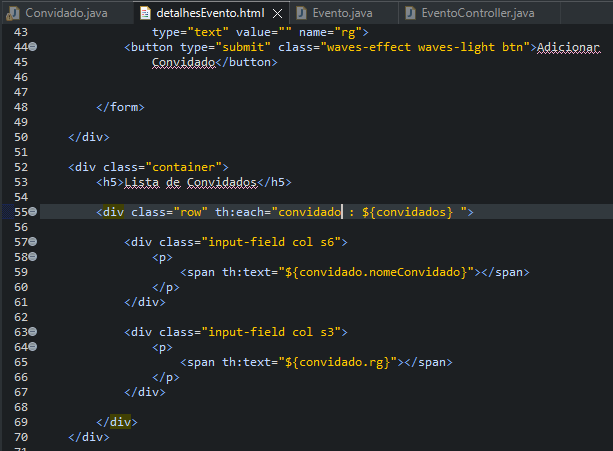 Convidado.java detalhesEvento.html Evento.java EventoController.java
43 type="text" value="" name="rg">
44 <button type="submit" class="waves-effect waves-light btn">Adicionar
45 Convidado</button>
46
47
48 </form>
49
50 </div>
51
52 <div class="container">
53 <h5>Lista de Convidados</h5>
54
55 <div class="row" th:each="convidado : ${convidados} ">
56
57 <div class="input-field col s6">
58 <p>
59 <span th:text="${convidado.nomeConvidado}"></span>
60 </p>
61 </div>
62
63 <div class="input-field col s3">
64 <p>
65 <span th:text="${convidado.rg}"></span>
66 </p>
67 </div>
68
69 </div>
70 </div>